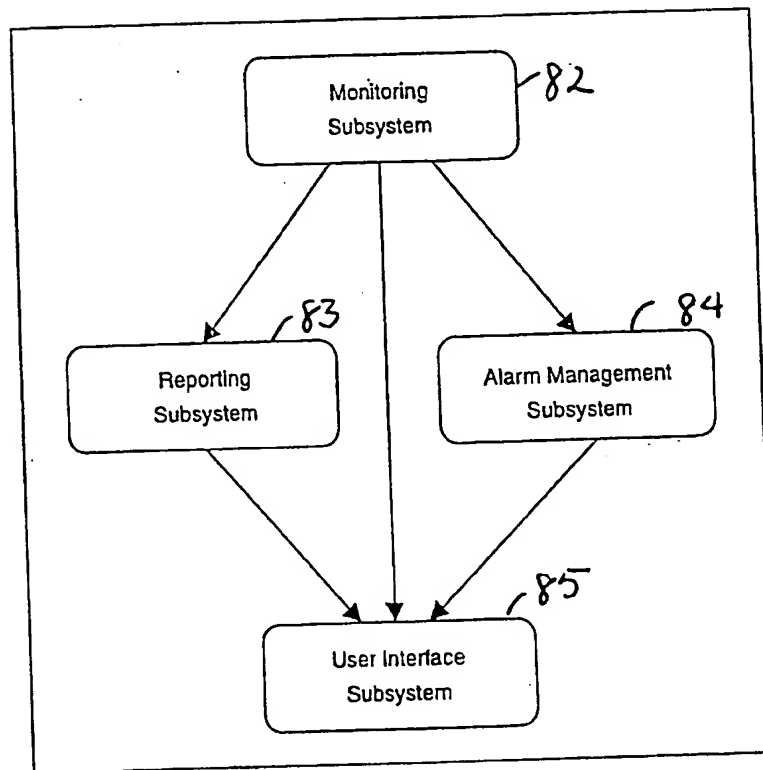 Monitoring
Subsystem
82
83
84
Reporting
Subsystem
Alarm Management
Subsystem
85
User Interface
Subsystem